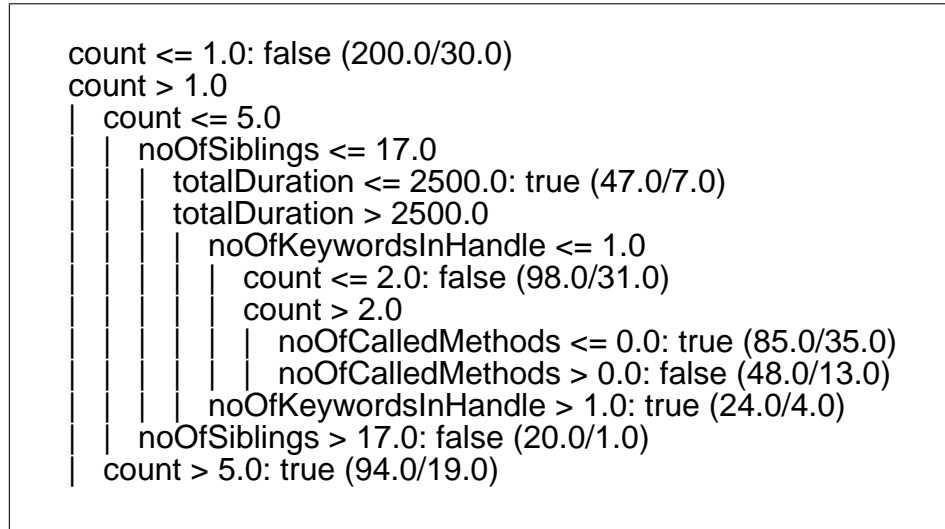 count <= 1.0: false (200.0/30.0)
count > 1.0
|   count <= 5.0
|   |   noOfSiblings <= 17.0
|   |   |   totalDuration <= 2500.0: true (47.0/7.0)
|   |   |   totalDuration > 2500.0
|   |   |   |   noOfKeywordsInHandle <= 1.0
|   |   |   |   |   count <= 2.0: false (98.0/31.0)
|   |   |   |   |   count > 2.0
|   |   |   |   |   |   noOfCalledMethods <= 0.0: true (85.0/35.0)
|   |   |   |   |   |   noOfCalledMethods > 0.0: false (48.0/13.0)
|   |   |   |   noOfKeywordsInHandle > 1.0: true (24.0/4.0)
|   |   noOfSiblings > 17.0: false (20.0/1.0)
|   count > 5.0: true (94.0/19.0)